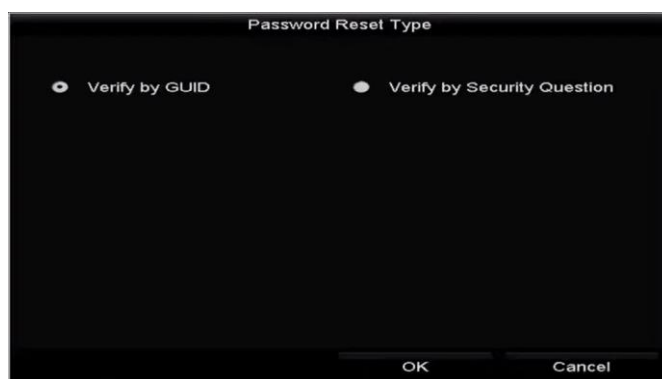 Password Reset Type
Verify by GUID
Verify by Security Question
OK
Cancel